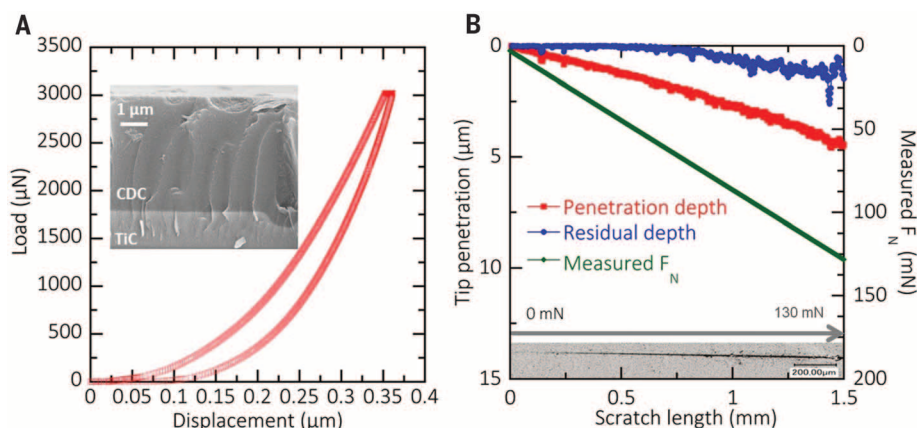 A
3500
3000
2500
2000
1500
1000
500
0
Load (µN)
1 µm
CDC
TiC
0 0.05 0.1 0.15 0.2 0.25 0.3 0.35 0.4
Displacement (µm)
B
0
5
10
15
Tip penetration (µm)
Penetration depth
Residual depth
Measured F_N
0 mN
130 mN
200.00µm
0 0.5 1 1.5
Scratch length (mm)
0
50
100
150
200
Measured F_N (mN)